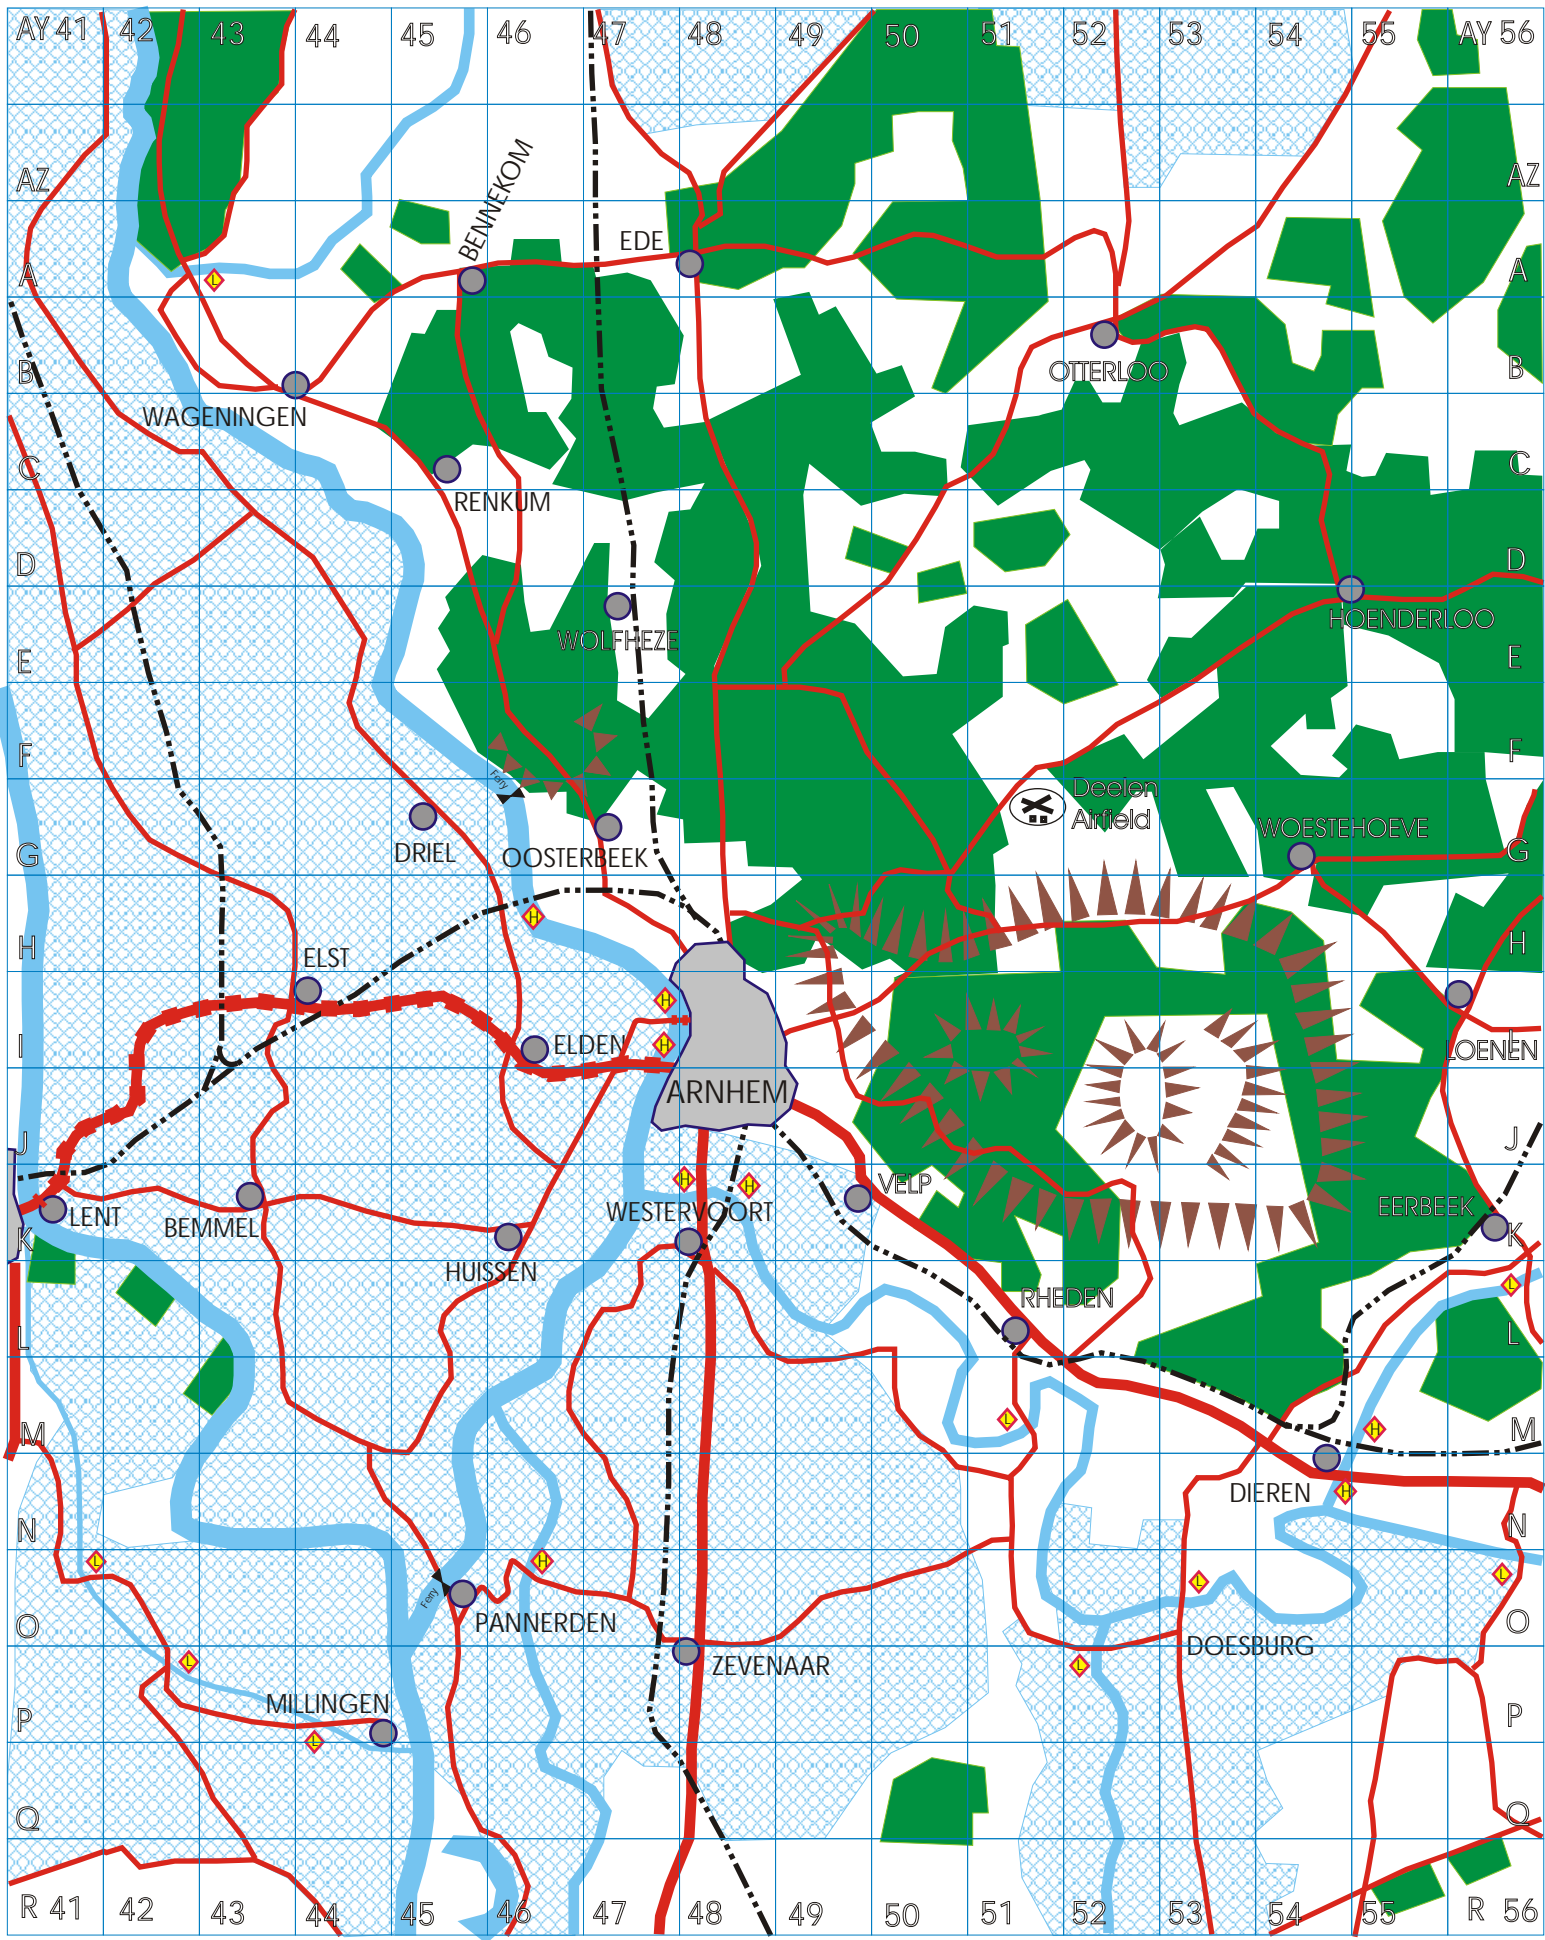 AY 41 42 43 44 45 46 47 48 49 50 51 52 53 54 55 AY 56
AZ AZ
BENNEKOM
EDE
A A
L
B B
OTTERLOO
WAGENINGEN
C C
RENKUM
D D
HOENDERLOO
WOLFHEZE
E E
F F
Ferry
Deelen
Airfield
WOESTEHOEVE
G G
DRIEL
OOSTERBEEK
H
H H
ELST
H
I I
ELDEN
H
LOENEN
ARNHEM
J J
H
H
VELP
LENT
BEMMEL
WESTERVOORT
EERBEEK
K K
HUISSEN
L
RHEDEN
L L
L
H
M M
DIEREN
H
N N
L
H
L
L
Ferry
O O
PANNERDEN
DOESBURG
L
ZEVENAAR
L
MILLINGEN
P P
L
Q Q
R 41 42 43 44 45 46 47 48 49 50 51 52 53 54 55 R 56